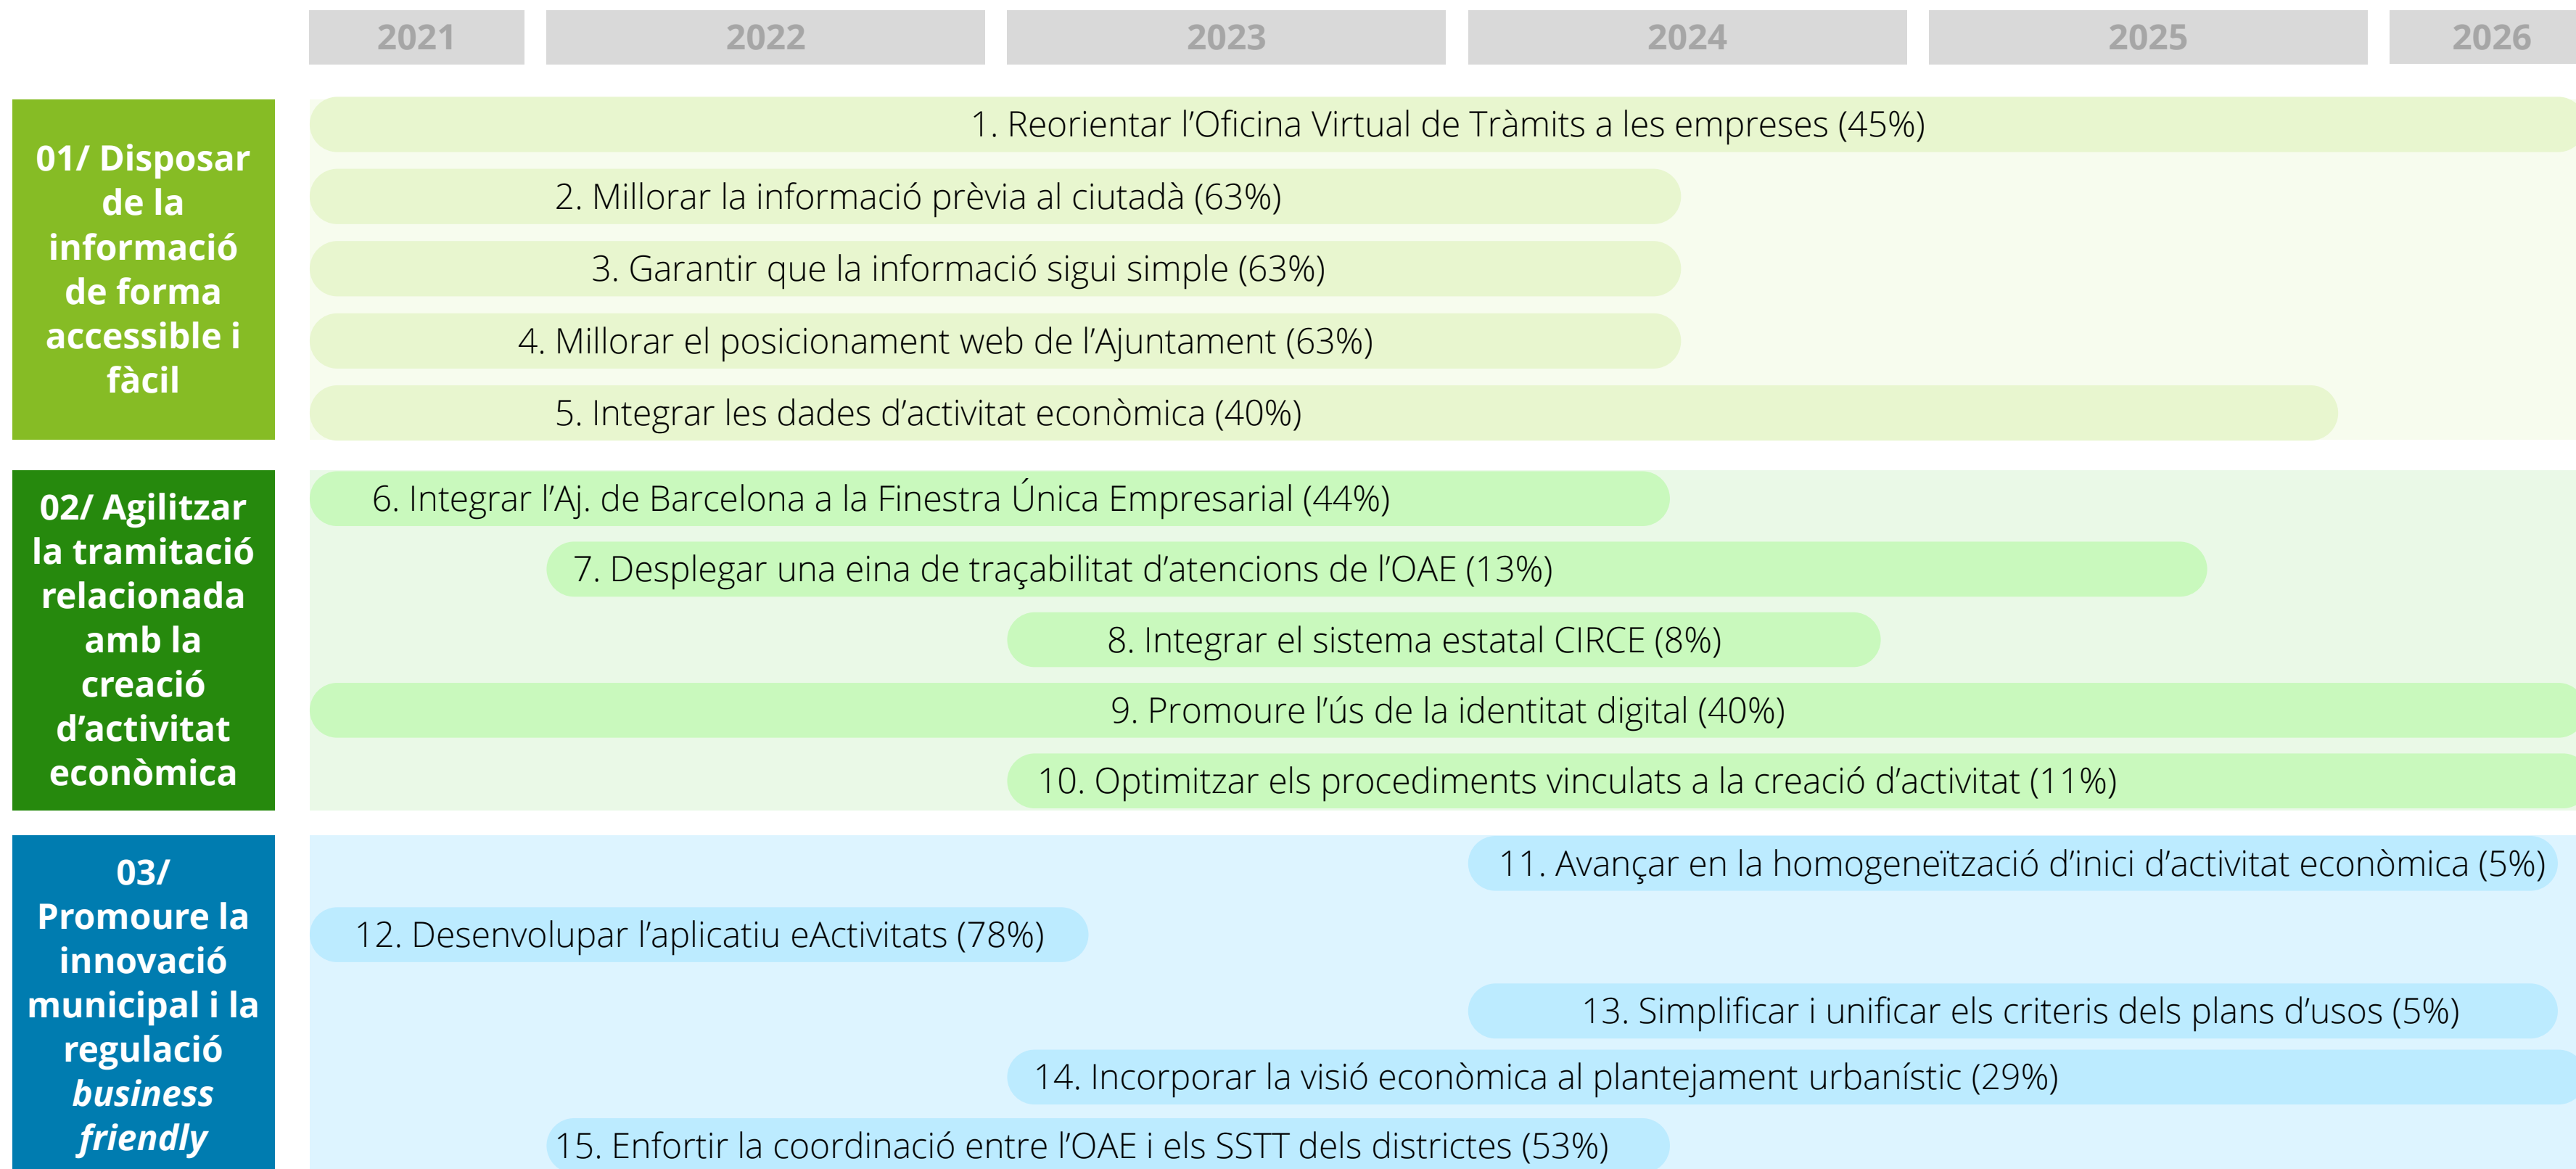 2021 2022 2023 2024 2025 2026
01/ Disposar
de la
informació
de forma
accessible i
fàcil
1. Reorientar l’Oficina Virtual de Tràmits a les empreses (45%)
2. Millorar la informació prèvia al ciutadà (63%)
3. Garantir que la informació sigui simple (63%)
4. Millorar el posicionament web de l’Ajuntament (63%)
5. Integrar les dades d’activitat econòmica (40%)
02/ Agilitzar
la tramitació
relacionada
amb la
creació
d’activitat
econòmica
6. Integrar l’Aj. de Barcelona a la Finestra Única Empresarial (44%)
7. Desplegar una eina de traçabilitat d’atencions de l’OAE (13%)
8. Integrar el sistema estatal CIRCE (8%)
9. Promoure l’ús de la identitat digital (40%)
10. Optimitzar els procediments vinculats a la creació d’activitat (11%)
03/
Promoure la
innovació
municipal i la
regulació
business
friendly
11. Avançar en la homogeneïtzació d’inici d’activitat econòmica (5%)
12. Desenvolupar l’aplicatiu eActivitats (78%)
13. Simplificar i unificar els criteris dels plans d’usos (5%)
14. Incorporar la visió econòmica al plantejament urbanístic (29%)
15. Enfortir la coordinació entre l’OAE i els SSTT dels districtes (53%)